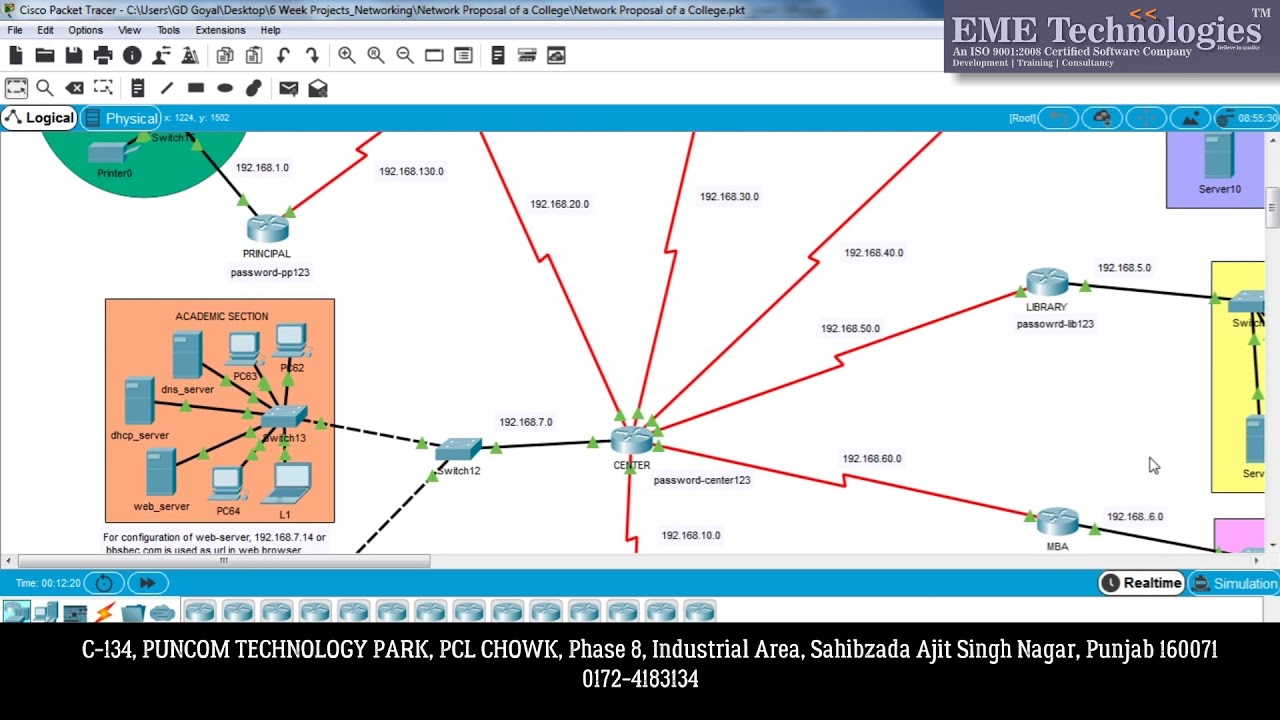 Cisco Packet Tracer - C:\Users\GD Goyal\Desktop\6 Week Projects_Networking\Network Proposal of a College\Network Proposal of a College.pkt
EME Technologies TM
An ISO 9001:2008 Certified Software Company
Believe in quality
Development | Training | Consultancy
File Edit Options View Tools Extensions Help
Logical Physical x: 1224, y: 1502 [Root] 08:55:30
Printer0
192.168.1.0
192.168.130.0
192.168.20.0
192.168.30.0
192.168.40.0
Server10
PRINCIPAL
password-pp123
192.168.5.0
LIBRARY
passowrd-lib123
192.168.50.0
ACADEMIC SECTION
PC62
PC63
dns_server
dhcp_server
Switch13
web_server
PC64
L1
For configuration of web-server, 192.168.7.14 or
bbsbec.com is used as url in web browser
192.168.7.0
Switch12
CENTER
password-center123
192.168.60.0
192.168.10.0
192.168..6.0
MBA
Time: 00:12:20 Realtime Simulation
C-134, PUNCOM TECHNOLOGY PARK, PCL CHOWK, Phase 8, Industrial Area, Sahibzada Ajit Singh Nagar, Punjab 160071
0172-4183134